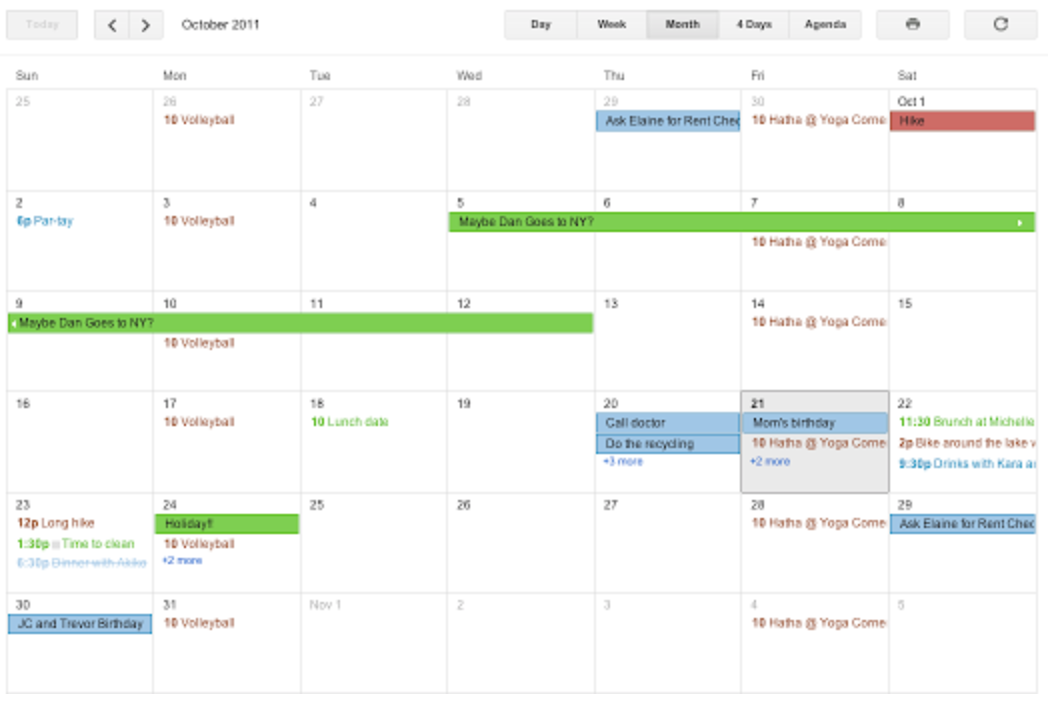 Today October 2011 Day Week Month 4 Days Agenda
Sun Mon Tue Wed Thu Fri Sat
25 26 27 28 29 30 Oct 1
10 Volleyball Ask Elaine for Rent Chec 10 Hatha @ Yoga Corne Hike
2 3 4 5 6 7 8
6p Par-tay 10 Volleyball Maybe Dan Goes to NY?
10 Hatha @ Yoga Corne
9 10 11 12 13 14 15
Maybe Dan Goes to NY? 10 Hatha @ Yoga Corne
10 Volleyball
16 17 18 19 20 21 22
10 Volleyball 10 Lunch date Call doctor Mom's birthday 11:30 Brunch at Michelle
Do the recycling 10 Hatha @ Yoga Corne 2p Bike around the lake w
+3 more +2 more 9:30p Drinks with Kara a
23 24 25 26 27 28 29
12p Long hike Holiday!! 10 Hatha @ Yoga Corne Ask Elaine for Rent Chec
1:30p Time to clean 10 Volleyball
6:30p Dinner with Akiko +2 more
30 31 Nov 1 2 3 4 5
JC and Trevor Birthday 10 Volleyball 10 Hatha @ Yoga Corne